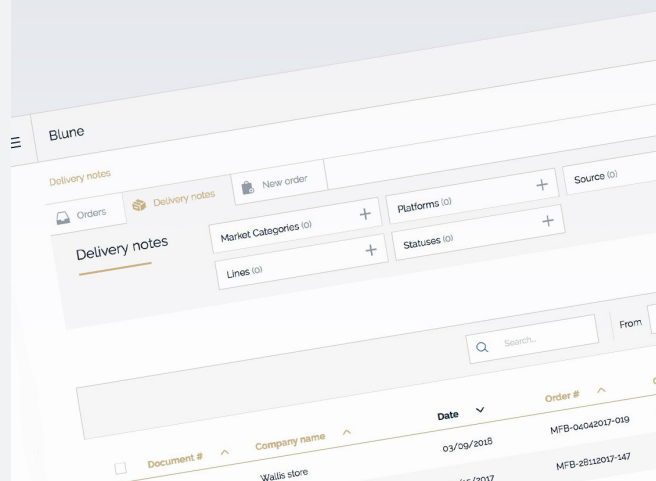 Blune
Delivery notes
Orders
Delivery notes
New order
Delivery notes
Market Categories (0)
Platforms (0)
Source (0)
Lines (0)
Statuses (0)
Search...
From
Document #
Company name
Date
Order #
Wallis store
03/09/2018
MFB-04042017-019
MFB-28112017-147